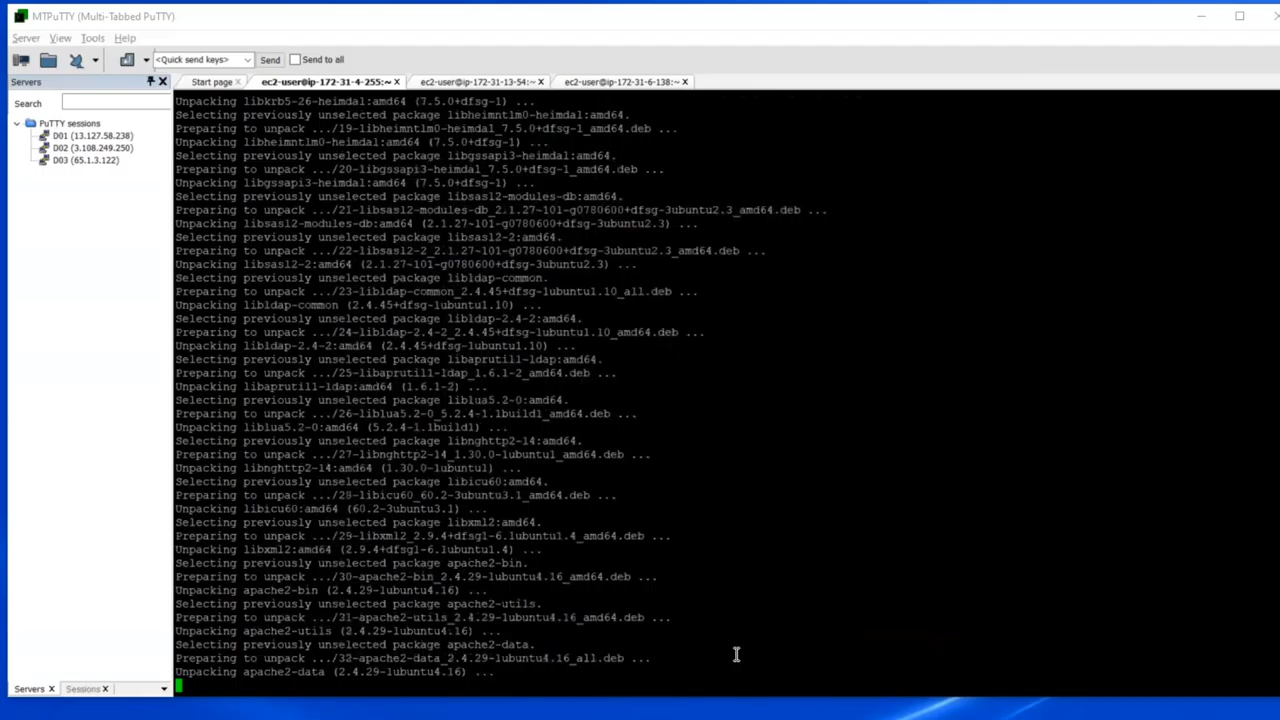 MTPuTTY (Multi-Tabbed PuTTY)
Server View Tools Help
<Quick send keys> Send Send to all
Servers
Start page ec2-user@ip-172-31-4-255:~ ec2-user@ip-172-31-13-54:~ ec2-user@ip-172-31-6-138:~
Search
PuTTY sessions
D01 (13.127.58.238)
D02 (3.108.249.250)
D03 (65.1.3.122)
Unpacking libkrb5-26-heimdal:amd64 (7.5.0+dfsg-1) ...
Selecting previously unselected package libheimntlm0-heimdal:amd64.
Preparing to unpack .../19-libheimntlm0-heimdal_7.5.0+dfsg-1_amd64.deb ...
Unpacking libheimntlm0-heimdal:amd64 (7.5.0+dfsg-1) ...
Selecting previously unselected package libgssapi3-heimdal:amd64.
Preparing to unpack .../20-libgssapi3-heimdal_7.5.0+dfsg-1_amd64.deb ...
Unpacking libgssapi3-heimdal:amd64 (7.5.0+dfsg-1) ...
Selecting previously unselected package libsasl2-modules-db:amd64.
Preparing to unpack .../21-libsasl2-modules-db_2.1.27~101-g0780600+dfsg-3ubuntu2.3_amd64.deb ...
Unpacking libsasl2-modules-db:amd64 (2.1.27~101-g0780600+dfsg-3ubuntu2.3) ...
Selecting previously unselected package libsasl2-2:amd64.
Preparing to unpack .../22-libsasl2-2_2.1.27~101-g0780600+dfsg-3ubuntu2.3_amd64.deb ...
Unpacking libsasl2-2:amd64 (2.1.27~101-g0780600+dfsg-3ubuntu2.3) ...
Selecting previously unselected package libldap-common.
Preparing to unpack .../23-libldap-common_2.4.45+dfsg-1ubuntu1.10_all.deb ...
Unpacking libldap-common (2.4.45+dfsg-1ubuntu1.10) ...
Selecting previously unselected package libldap-2.4-2:amd64.
Preparing to unpack .../24-libldap-2.4-2_2.4.45+dfsg-1ubuntu1.10_amd64.deb ...
Unpacking libldap-2.4-2:amd64 (2.4.45+dfsg-1ubuntu1.10) ...
Selecting previously unselected package libaprutil1-ldap:amd64.
Preparing to unpack .../25-libaprutil1-ldap_1.6.1-2_amd64.deb ...
Unpacking libaprutil1-ldap:amd64 (1.6.1-2) ...
Selecting previously unselected package liblua5.2-0:amd64.
Preparing to unpack .../26-liblua5.2-0_5.2.4-1.1build1_amd64.deb ...
Unpacking liblua5.2-0:amd64 (5.2.4-1.1build1) ...
Selecting previously unselected package libnghttp2-14:amd64.
Preparing to unpack .../27-libnghttp2-14_1.30.0-1ubuntu1_amd64.deb ...
Unpacking libnghttp2-14:amd64 (1.30.0-1ubuntu1) ...
Selecting previously unselected package libicu60:amd64.
Preparing to unpack .../28-libicu60_60.2-3ubuntu3.1_amd64.deb ...
Unpacking libicu60:amd64 (60.2-3ubuntu3.1) ...
Selecting previously unselected package libxml2:amd64.
Preparing to unpack .../29-libxml2_2.9.4+dfsg1-6.1ubuntu1.4_amd64.deb ...
Unpacking libxml2:amd64 (2.9.4+dfsg1-6.1ubuntu1.4) ...
Selecting previously unselected package apache2-bin.
Preparing to unpack .../30-apache2-bin_2.4.29-1ubuntu4.16_amd64.deb ...
Unpacking apache2-bin (2.4.29-1ubuntu4.16) ...
Selecting previously unselected package apache2-utils.
Preparing to unpack .../31-apache2-utils_2.4.29-1ubuntu4.16_amd64.deb ...
Unpacking apache2-utils (2.4.29-1ubuntu4.16) ...
Selecting previously unselected package apache2-data.
Preparing to unpack .../32-apache2-data_2.4.29-1ubuntu4.16_all.deb ...
Unpacking apache2-data (2.4.29-1ubuntu4.16) ...
Servers Sessions